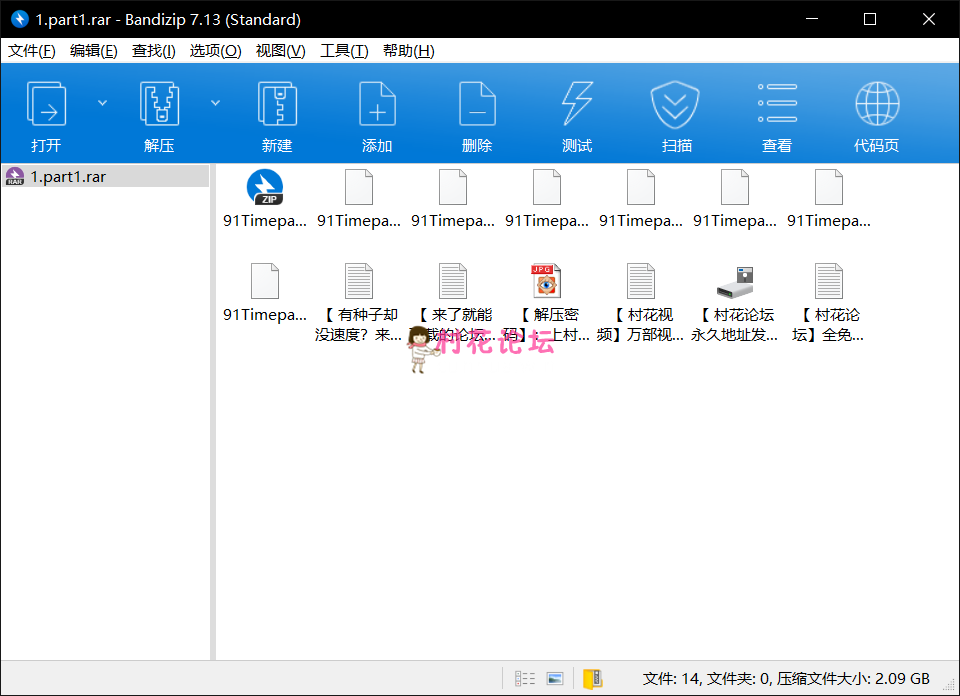 1.part1.rar - Bandizip 7.13 (Standard)
文件(F) 编辑(E) 查找(I) 选项(O) 视图(V) 工具(T) 帮助(H)
打开 解压 新建 添加 删除 测试 扫描 查看 代码页
RAR 1.part1.rar
ZIP
91Timepa... 91Timepa... 91Timepa... 91Timepa... 91Timepa... 91Timepa... 91Timepa...
JPG
91Timepa... 【 有种子却 【 来了就能 【 解压密 【 村花视 【 村花论坛 【 村花论
没速度？来... 载的论坛... 码】：上村... 频】万部视... 永久地址发... 坛】全免...
村花论坛
文件: 14, 文件夹: 0, 压缩文件大小: 2.09 GB